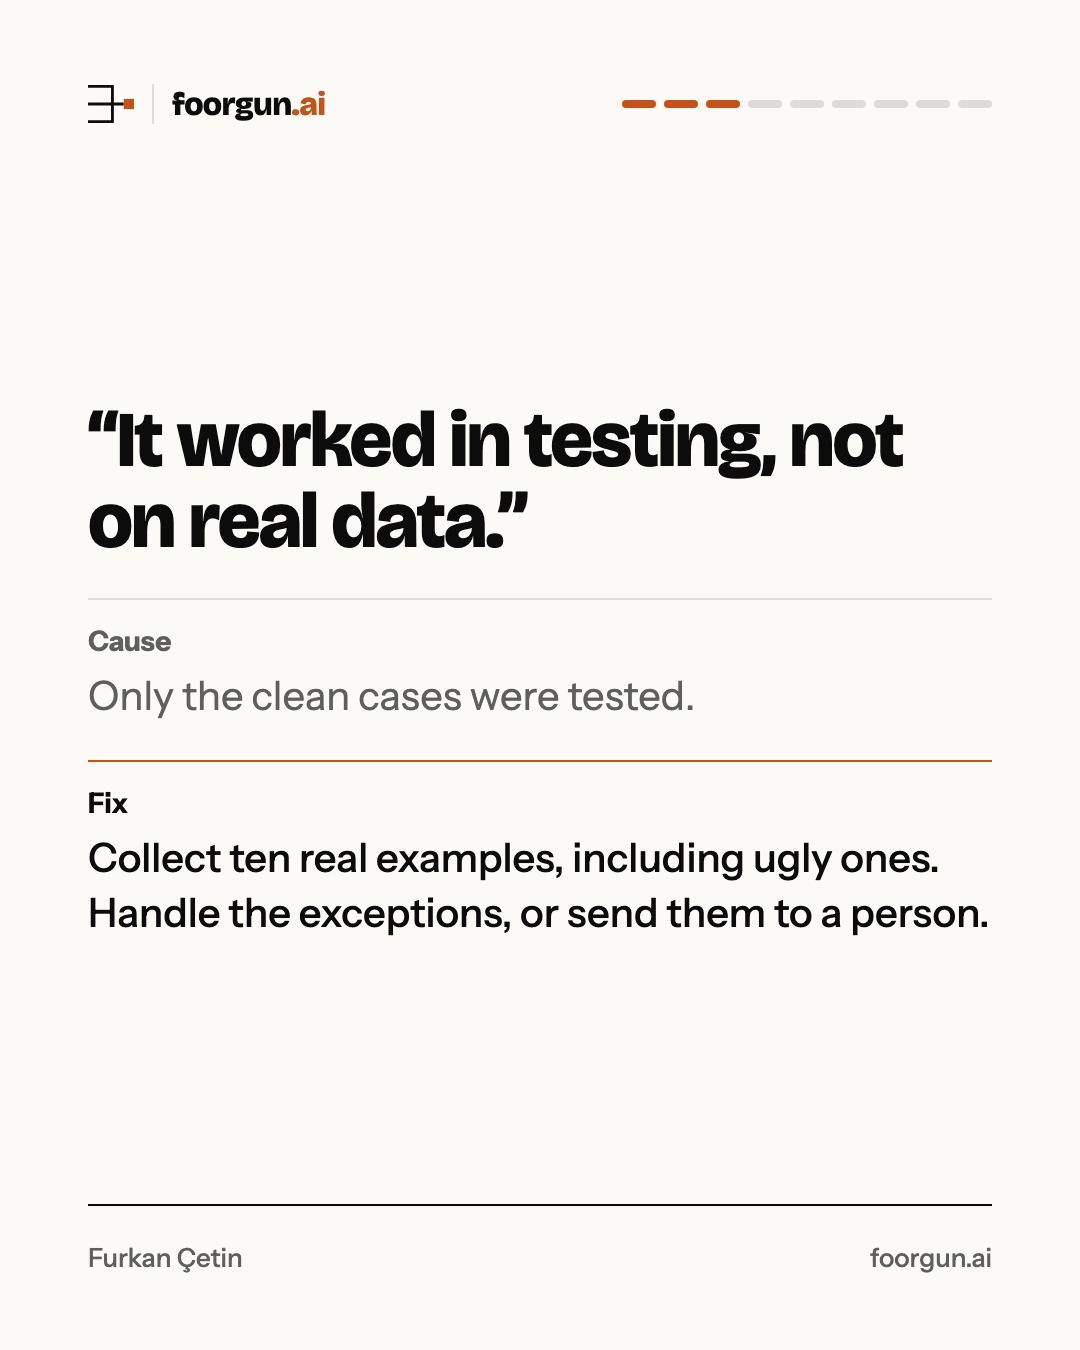 foorgun.ai
“It worked in testing, not
on real data.”
Cause
Only the clean cases were tested.
Fix
Collect ten real examples, including ugly ones.
Handle the exceptions, or send them to a person.
Furkan Çetin
foorgun.ai